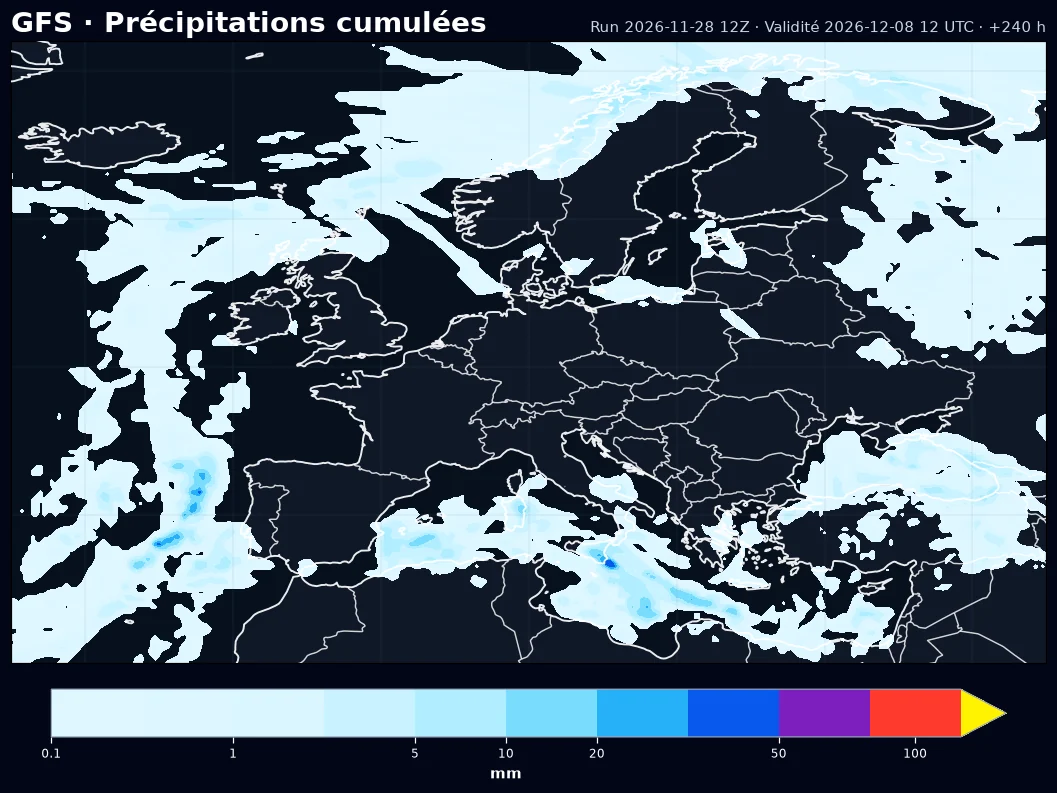 GFS · Précipitations cumulées
Run 2026-11-28 12Z · Validité 2026-12-08 12 UTC · +240 h
0.1 1 5 10 20 50 100
mm